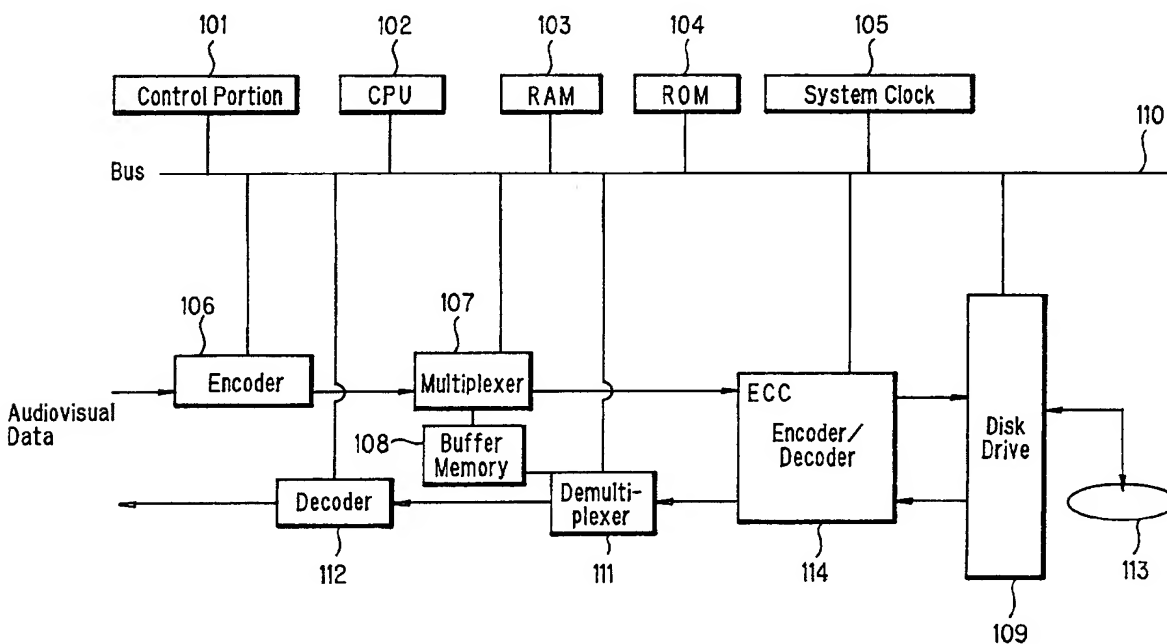 101
102
103
104
105
Control Portion
CPU
RAM
ROM
System Clock
110
Bus
106
107
Encoder
Multiplexer
Audiovisual
Data
108
Buffer
Memory
ECC
Encoder/
Decoder
Disk
Drive
Decoder
Demulti-
plexer
112
111
114
113
109